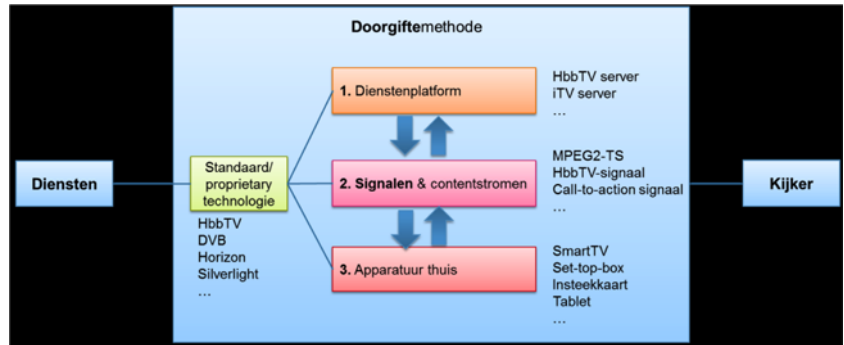 Doorgiftemethode
Diensten
Standaard/
proprietary
technologie
HbbTV
DVB
Horizon
Silverlight
...
1. Dienstenplatform
HbbTV server
iTV server
...
2. Signalen & contentstromen
MPEG2-TS
HbbTV-signaal
Call-to-action signaal
...
3. Apparatuur thuis
SmartTV
Set-top-box
Insteekkaart
Tablet
...
Kijker